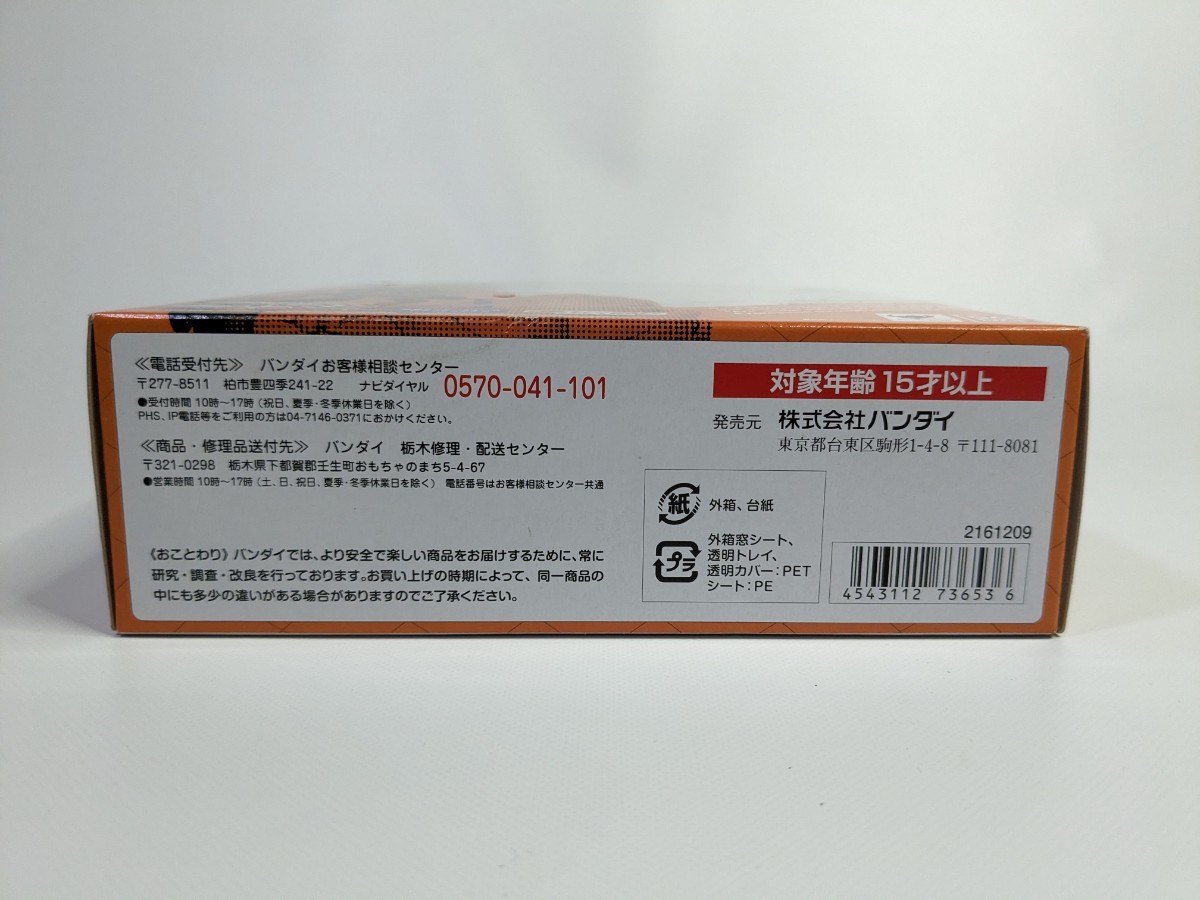 ≪電話受付先≫ バンダイお客様相談センター
〒277-8511 柏市豊四季241-22 ナビダイヤル 0570-041-101
●受付時間 10時~17時 (祝日、夏季・冬季休業日を除く)
PHS、IP電話等をご利用の方は04-7146-0371におかけください。
≪商品・修理品送付先≫ バンダイ 栃木修理・配送センター
〒321-0298 栃木県下都賀郡壬生町おもちゃのまち5-4-67
●営業時間 10時~17時 (土、日、祝日、夏季・冬季休業日を除く) 電話番号はお客様相談センター共通
《おことわり》バンダイでは、より安全で楽しい商品をお届けするために、常に
研究・調査・改良を行っております。お買い上げの時期によって、同一商品の
中にも多少の違いがある場合がありますのでご了承ください。
対象年齢 15才以上
発売元 株式会社バンダイ
東京都台東区駒形1-4-8 〒111-8081
紙 外箱、台紙
プラ 外箱窓シート、
透明トレイ、
透明カバー:PET
シート:PE
2161209
4543112 73653 6